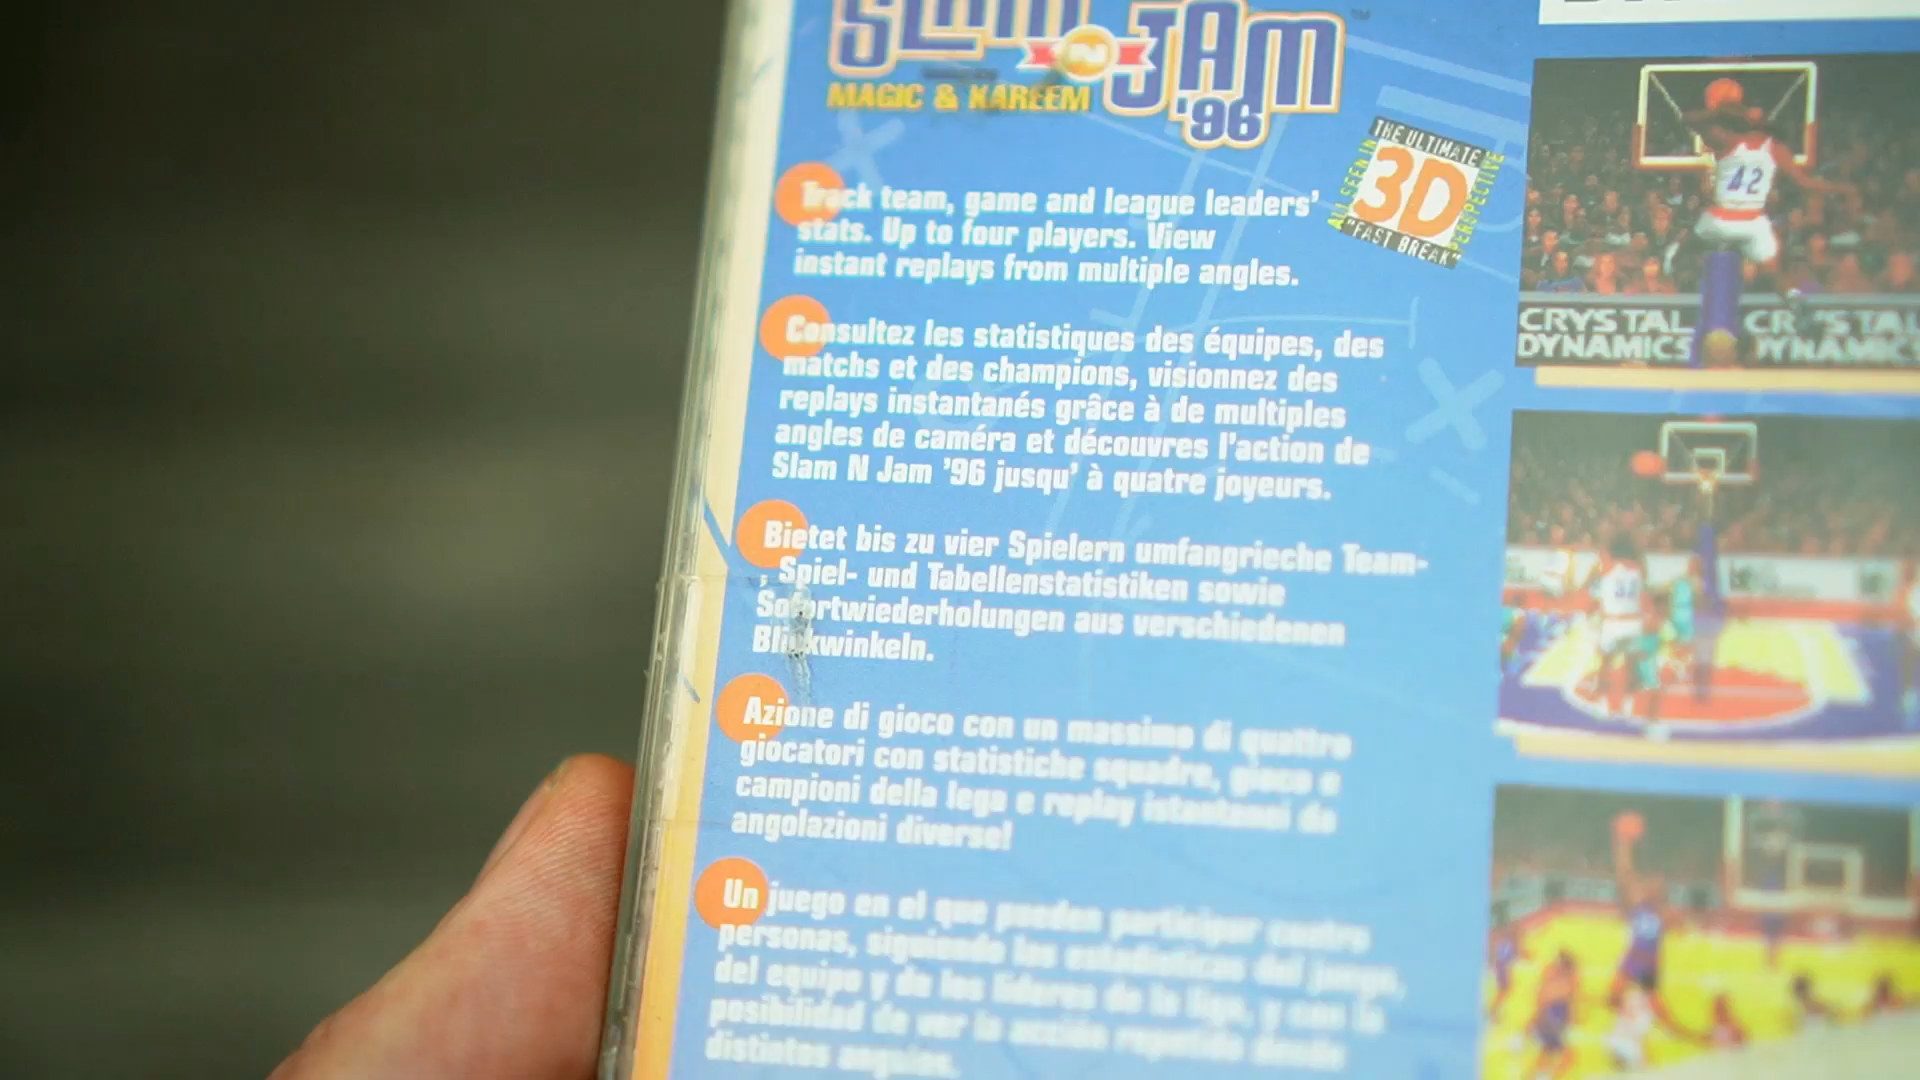 SLAM N JAM ™
'96
MAGIC & KAREEM
THE ULTIMATE
ALL SEEN IN
3D
PERSPECTIVE
"FAST BREAK"
Track team, game and league leaders'
stats. Up to four players. View
instant replays from multiple angles.
Consultez les statistiques des équipes, des
matchs et des champions, visionnez des
replays instantanés grâce à de multiples
angles de caméra et découvres l'action de
Slam N Jam '96 jusqu' à quatre joyeurs.
Bietet bis zu vier Spielern umfangrieche Team-
, Spiel- und Tabellenstatistiken sowie
Sofortwiederholungen aus verschiedenen
Blickwinkeln.
Azione di gioco con un massimo di quattro
giocatori con statistiche squadre, gioco e
campioni della lega e replay istantanei da
angolazioni diverse!
Un juego en el que pueden participar cuatro
personas, siguiendo las estadísticas del juego,
del equipo y de los líderes de la liga, y con la
posibilidad de ver la acción repetida desde
distintos angulos.
42
CRYSTAL
DYNAMICS
CRYSTAL
DYNAMICS